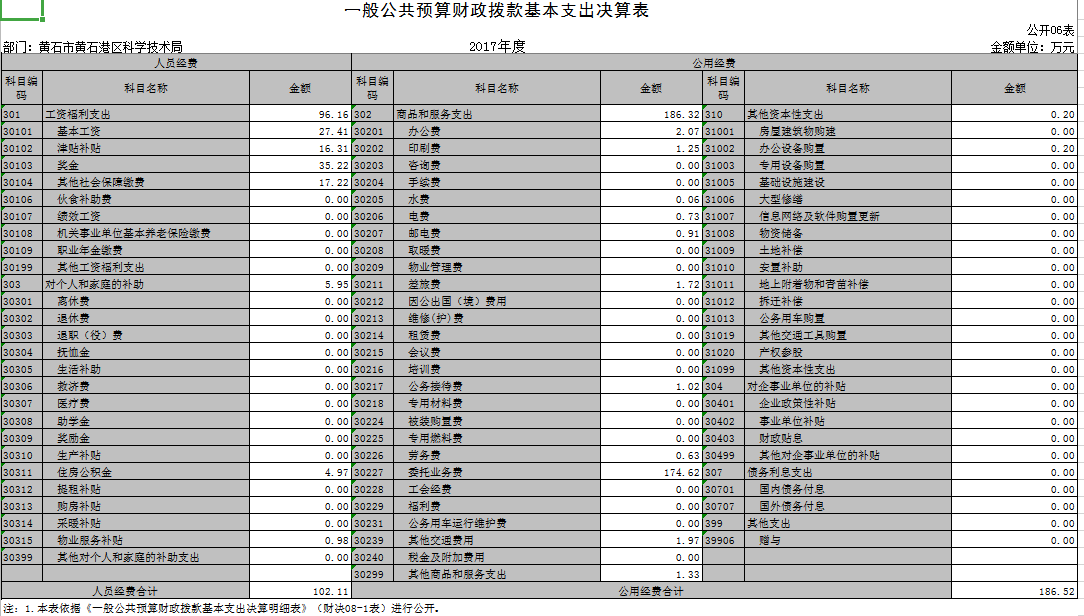 一般公共预算财政拨款基本支出决算表
公开06表
部门：黄石市黄石港区科学技术局 2017年度 金额单位：万元
人员经费 公用经费
科目编码 科目名称 金额 科目编码 科目名称 金额 科目编码 科目名称 金额
301 工资福利支出 96.16 302 商品和服务支出 186.32 310 其他资本性支出 0.20
30101 基本工资 27.41 30201 办公费 2.07 31001 房屋建筑物购建 0.00
30102 津贴补贴 16.31 30202 印刷费 1.25 31002 办公设备购置 0.20
30103 奖金 35.22 30203 咨询费 0.00 31003 专用设备购置 0.00
30104 其他社会保障缴费 17.22 30204 手续费 0.00 31005 基础设施建设 0.00
30106 伙食补助费 0.00 30205 水费 0.06 31006 大型修缮 0.00
30107 绩效工资 0.00 30206 电费 0.73 31007 信息网络及软件购置更新 0.00
30108 机关事业单位基本养老保险缴费 0.00 30207 邮电费 0.91 31008 物资储备 0.00
30109 职业年金缴费 0.00 30208 取暖费 0.00 31009 土地补偿 0.00
30199 其他工资福利支出 0.00 30209 物业管理费 0.00 31010 安置补助 0.00
303 对个人和家庭的补助 5.95 30211 差旅费 1.72 31011 地上附着物和青苗补偿 0.00
30301 离休费 0.00 30212 因公出国（境）费用 0.00 31012 拆迁补偿 0.00
30302 退休费 0.00 30213 维修(护)费 0.00 31013 公务用车购置 0.00
30303 退职（役）费 0.00 30214 租赁费 0.00 31019 其他交通工具购置 0.00
30304 抚恤金 0.00 30215 会议费 0.00 31020 产权参股 0.00
30305 生活补助 0.00 30216 培训费 0.00 31099 其他资本性支出 0.00
30306 救济费 0.00 30217 公务接待费 1.02 304 对企事业单位的补贴 0.00
30307 医疗费 0.00 30218 专用材料费 0.00 30401 企业政策性补贴 0.00
30308 助学金 0.00 30224 被装购置费 0.00 30402 事业单位补贴 0.00
30309 奖励金 0.00 30225 专用燃料费 0.00 30403 财政贴息 0.00
30310 生产补贴 0.00 30226 劳务费 0.63 30499 其他对企事业单位的补贴 0.00
30311 住房公积金 4.97 30227 委托业务费 174.62 307 债务利息支出 0.00
30312 提租补贴 0.00 30228 工会经费 0.00 30701 国内债务付息 0.00
30313 购房补贴 0.00 30229 福利费 0.00 30707 国外债务付息 0.00
30314 采暖补贴 0.00 30231 公务用车运行维护费 0.00 399 其他支出 0.00
30315 物业服务补贴 0.98 30239 其他交通费用 1.97 39906 赠与 0.00
30399 其他对个人和家庭的补助支出 0.00 30240 税金及附加费用 0.00
30299 其他商品和服务支出 1.33
人员经费合计 102.11 公用经费合计 186.52
注：1.本表依据《一般公共预算财政拨款基本支出决算明细表》（财决08-1表）进行公开。